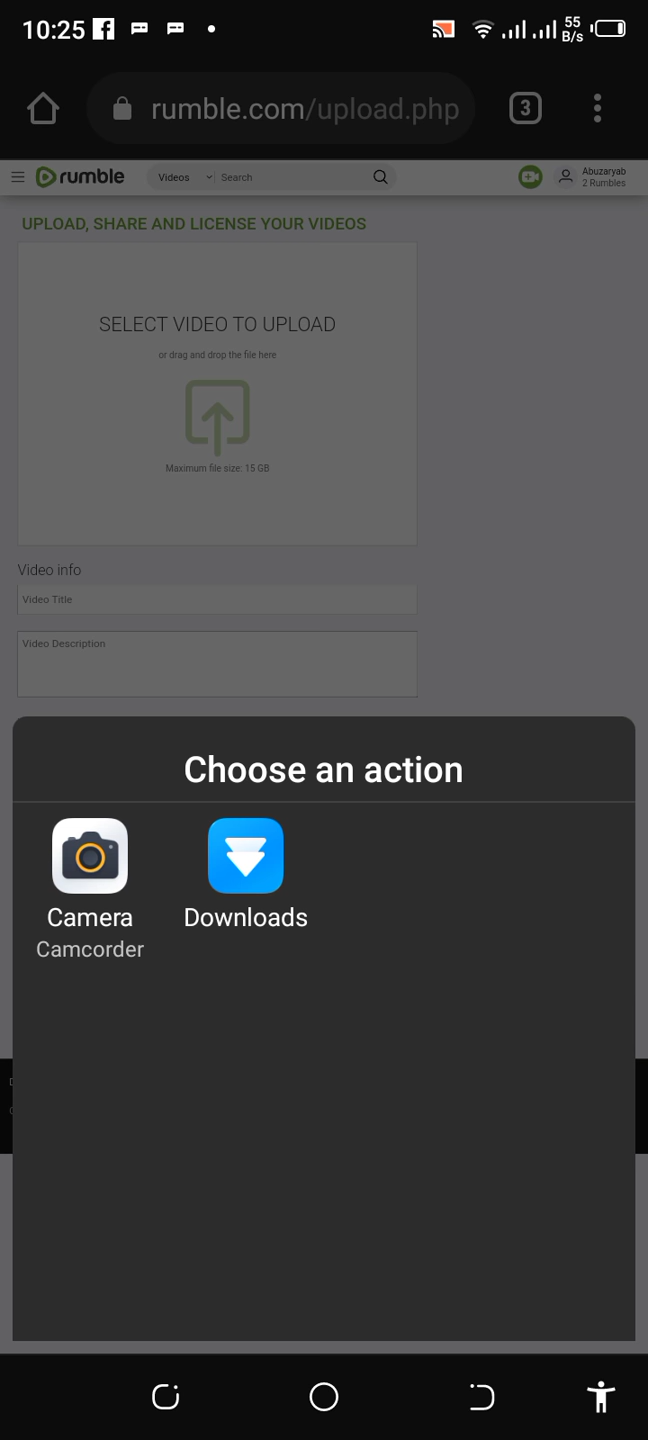 10:25
55
B/s
rumble.com/upload.php
3
rumble
Videos
Search
Abuzaryab
2 Rumbles
UPLOAD, SHARE AND LICENSE YOUR VIDEOS
SELECT VIDEO TO UPLOAD
or drag and drop the file here
Maximum file size: 15 GB
Video info
Video Title
Video Description
Choose an action
Camera
Downloads
Camcorder